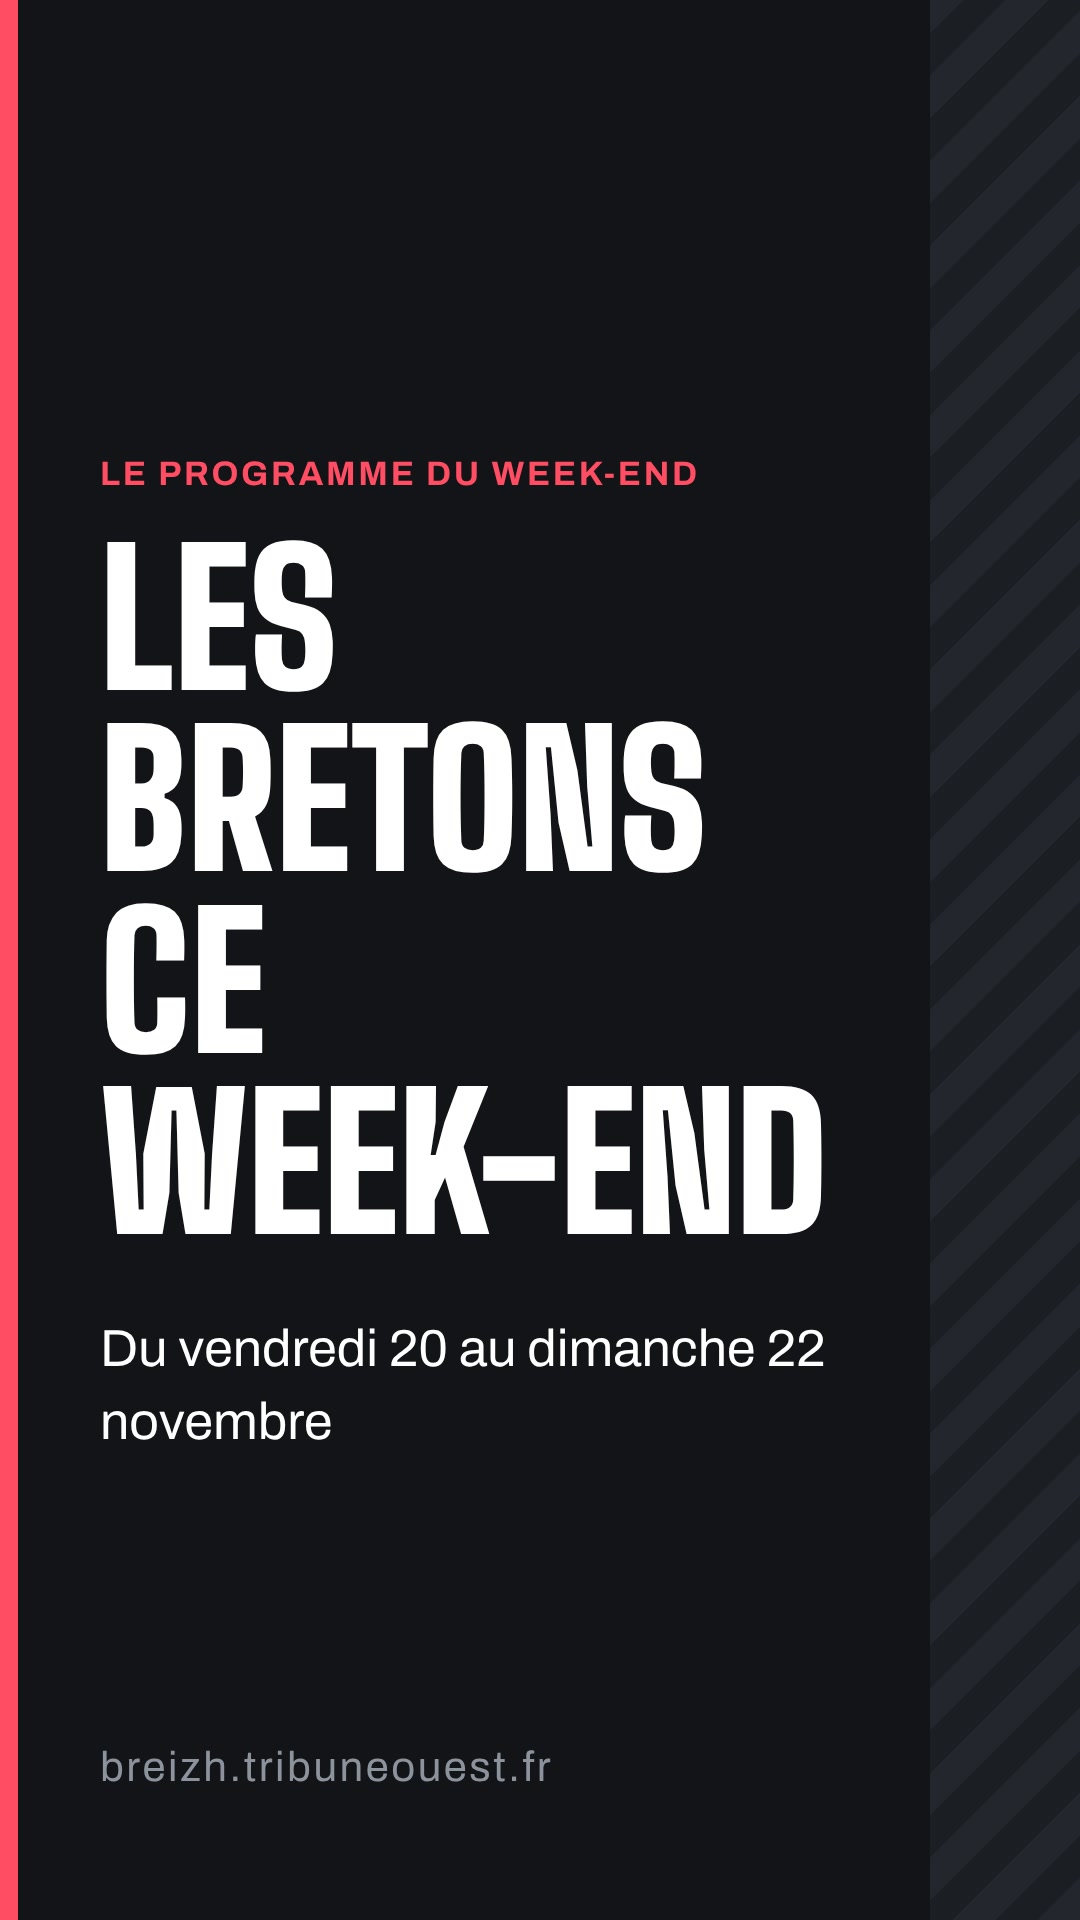 LE PROGRAMME DU WEEK-END
LES
BRETONS
CE
WEEK-END
Du vendredi 20 au dimanche 22
novembre
breizh.tribuneouest.fr